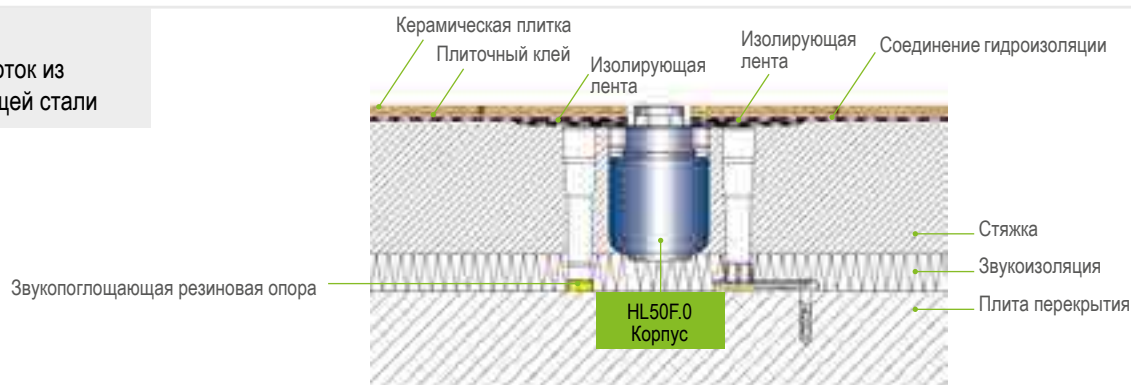 оток из
щей стали
Керамическая плитка
Плиточный клей
Изолирующая
лента
Изолирующая
лента
Соединение гидроизоляции
Стяжка
Звукоизоляция
Плита перекрытия
Звукопоглощающая резиновая опора
HL50F.0
Корпус